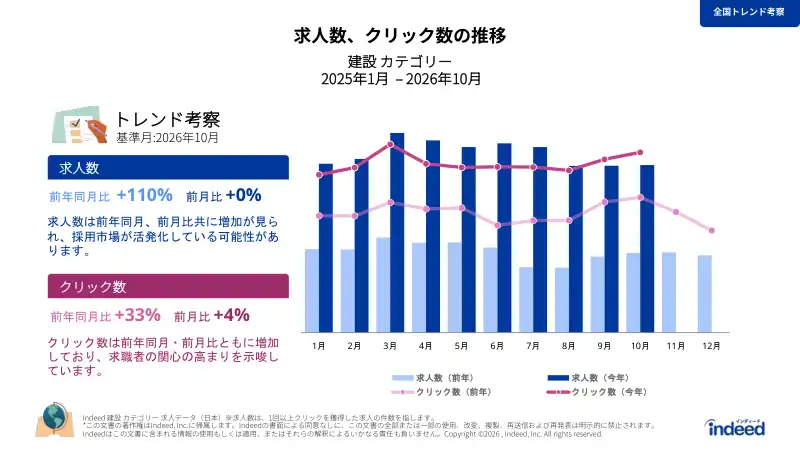 全国トレンド考察
求人数、クリック数の推移
建設 カテゴリー
2025年1月 – 2026年10月
トレンド考察
基準月:2026年10月
求人数
前年同月比 +110% 前月比 +0%
求人数は前年同月、前月比共に増加が見ら
れ、採用市場が活発化している可能性があ
ります。
クリック数
前年同月比 +33% 前月比 +4%
クリック数は前年同月・前月比ともに増加
しており、求職者の関心の高まりを示唆し
ています。
1月 2月 3月 4月 5月 6月 7月 8月 9月 10月 11月 12月
求人数（前年） 求人数（今年）
クリック数（前年） クリック数（今年）
Indeed 建設 カテゴリー 求人データ（日本）※求人数は、1回以上クリックを獲得した求人の件数を指します。
*この文書の著作権はIndeed, Inc.に帰属します。Indeedの書面による同意なしに、この文書の全部または一部の使用、改変、複製、再送信および再発表は明示的に禁止されます。
Indeedはこの文書に含まれる情報の使用もしくは適用、またはそれらの解釈によるいかなる責任も負いません。Copyright ©2026 , Indeed, Inc. All rights reserved.
インディード
indeed